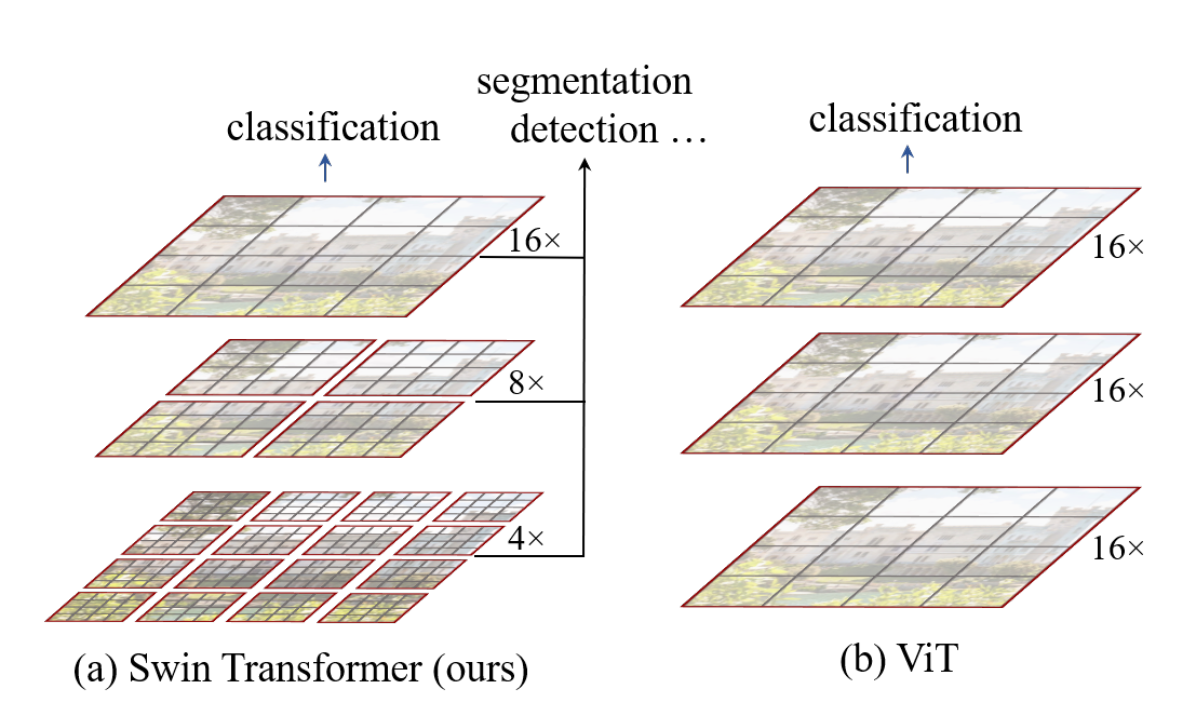 segmentation
detection …
classification
classification
16×
8×
4×
16×
16×
16×
(a) Swin Transformer (ours)
(b) ViT